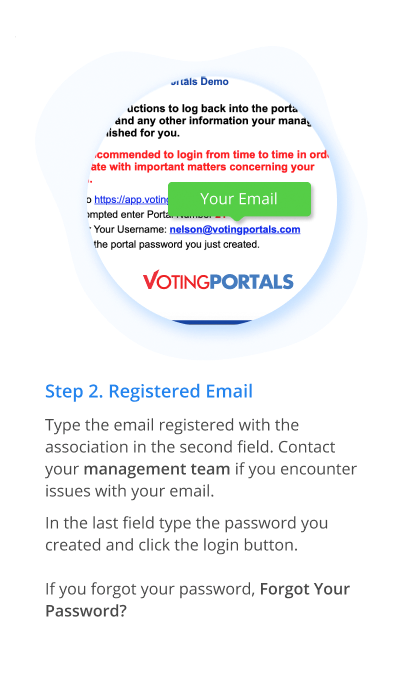 Portals Demo
uctions to log back into the porta
and any other information your manag
ished for you.
commended to login from time to time in orde
ate with important matters concerning your
o https://app.voting
Your Email
ompted enter Portal Number
Your Username: nelson@votingportals.com
the portal password you just created.
VOTINGPORTALS
Step 2. Registered Email
Type the email registered with the
association in the second field. Contact
your management team if you encounter
issues with your email.
In the last field type the password you
created and click the login button.
If you forgot your password, Forgot Your
Password?